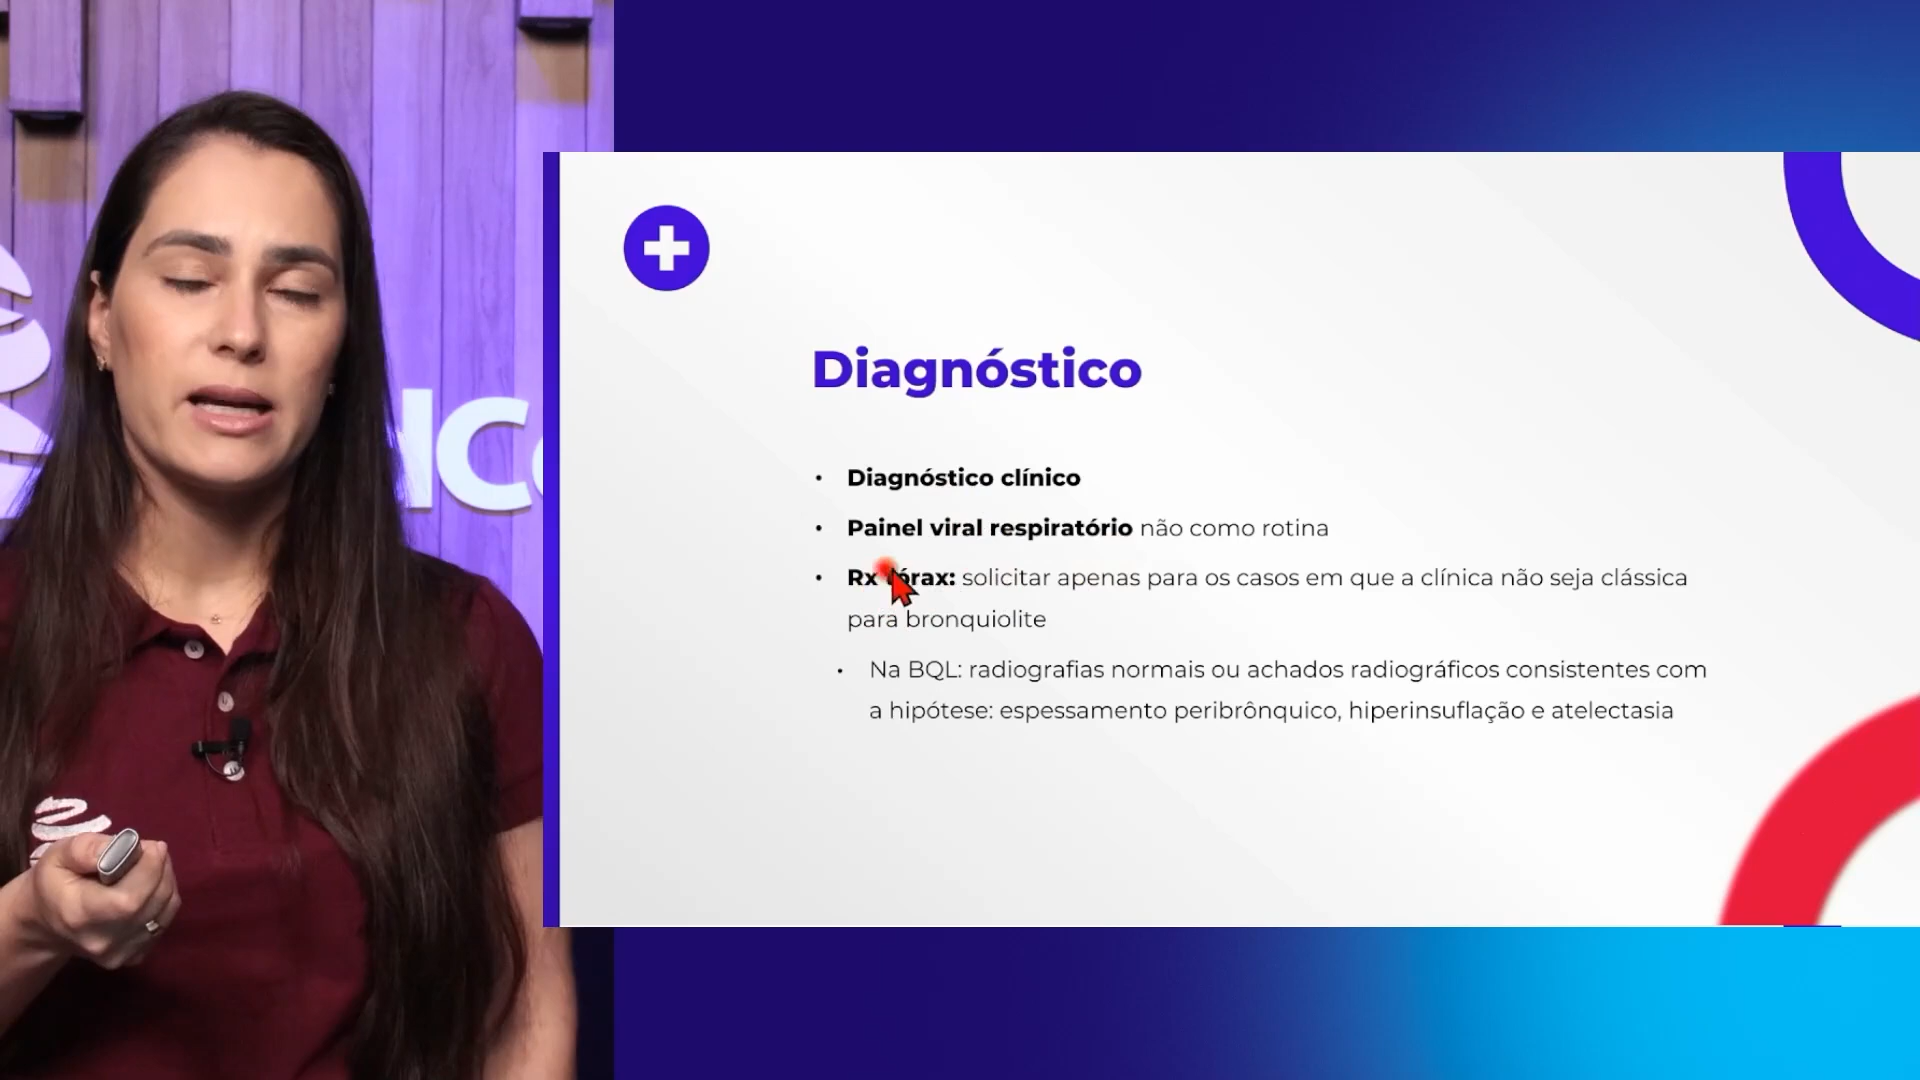 Diagnóstico
• Diagnóstico clínico
• Painel viral respiratório não como rotina
• Rx tórax: solicitar apenas para os casos em que a clínica não seja clássica
para bronquiolite
• Na BQL: radiografias normais ou achados radiográficos consistentes com
a hipótese: espessamento peribrônquico, hiperinsuflação e atelectasia